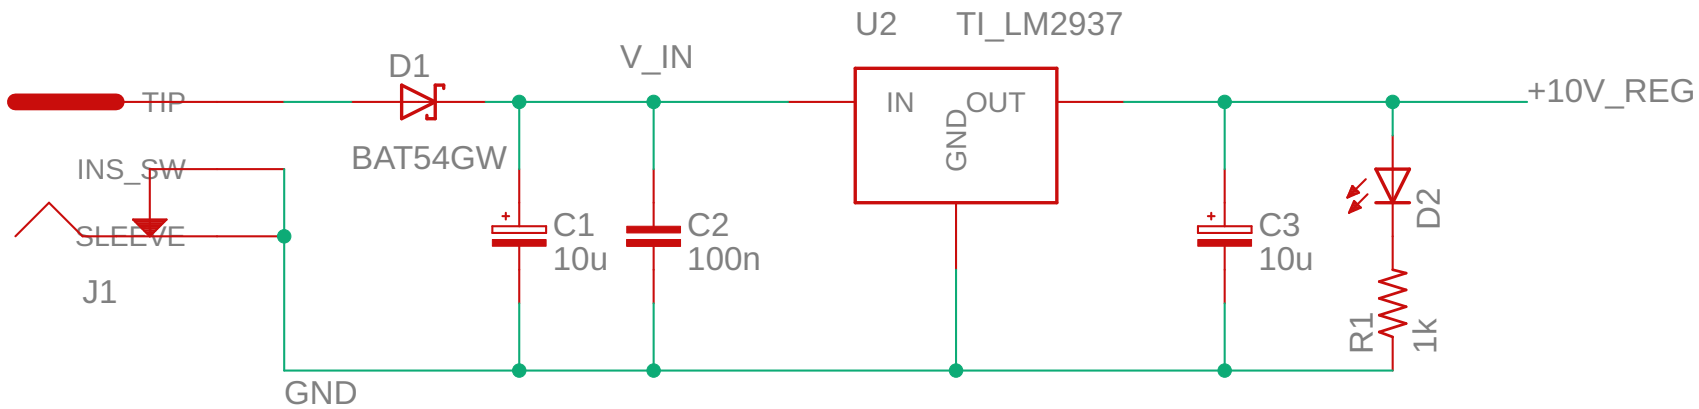 U2 TI_LM2937
D1
V_IN
TIP
BAT54GW
IN
OUT
GND
+10V_REG
INS_SW
SLEEVE
J1
+
C1
10u
C2
100n
+
C3
10u
D2
R1
1k
GND